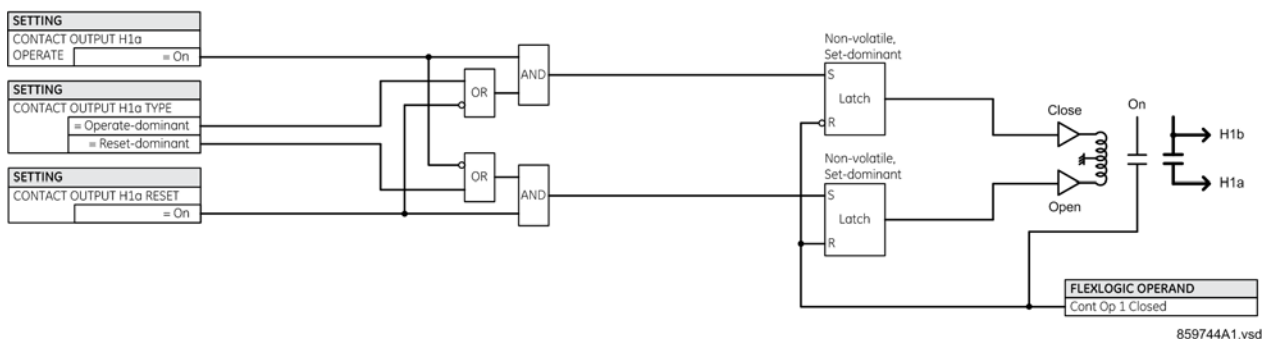 SETTING
CONTACT OUTPUT H1a
OPERATE = On
SETTING
CONTACT OUTPUT H1a TYPE
= Operate-dominant
= Reset-dominant
SETTING
CONTACT OUTPUT H1a RESET
= On
OR
AND
OR
AND
Non-volatile,
Set-dominant
S
Latch
R
Non-volatile,
Set-dominant
S
Latch
R
Close
Open
On
H1b
H1a
FLEXLOGIC OPERAND
Cont Op 1 Closed
859744A1.vsd